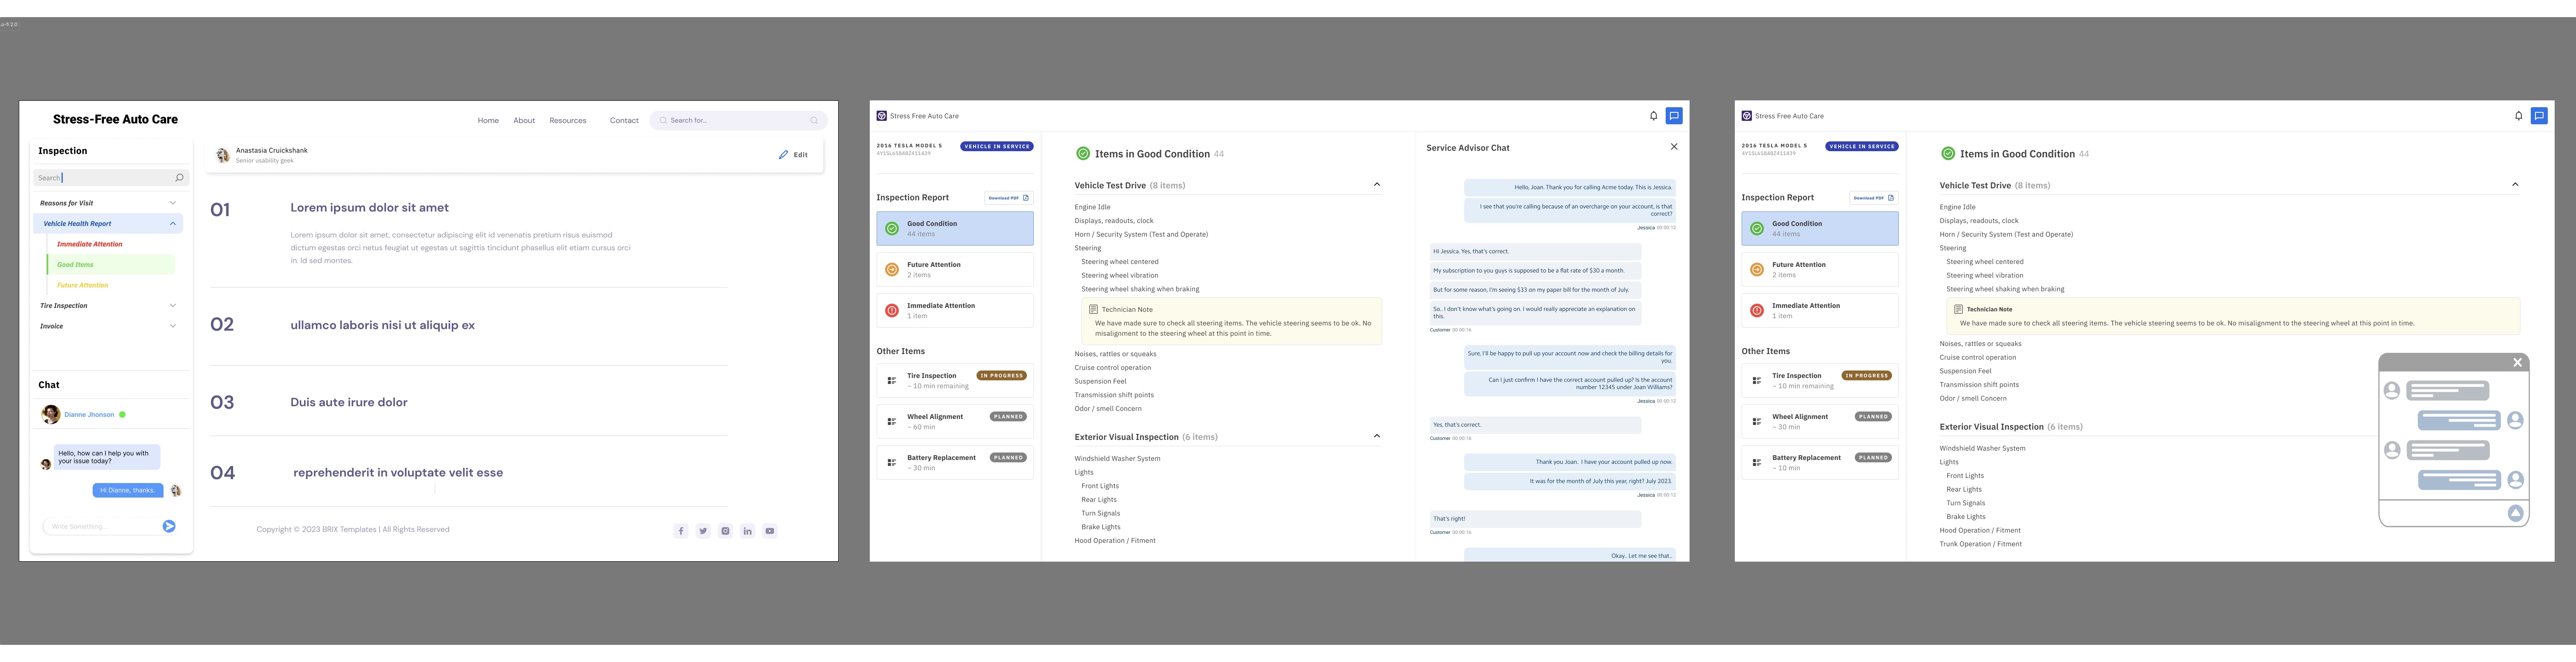 Stress-Free Auto Care
Home
About
Resources
Contact
Search for..
Inspection
Search
Reasons for Visit
Vehicle Health Report
Immediate Attention
Good Items
Future Attention
Tire Inspection
Invoice
Chat
Dianne Jhonson
Hello, how can I help you with
your issue today?
Hi Dianne, thanks.
Write Something...
Anastasia Cruickshank
Senior usability geek
Edit
01
Lorem ipsum dolor sit amet
Lorem ipsum dolor sit amet, consectetur adipiscing elit id venenatis pretium risus euismod
dictum egestas orci netus feugiat ut egestas ut sagittis tincidunt phasellus elit etiam cursus orci
in. Id sed montes.
02
ullamco laboris nisi ut aliquip ex
03
Duis aute irure dolor
04
reprehenderit in voluptate velit esse
Copyright © 2023 BRIX Templates | All Rights Reserved
Stress Free Auto Care
2016 TESLA MODEL S
VEHICLE IN SERVICE
4Y1SL65848Z411439
Inspection Report
Download PDF
Good Condition
44 items
Future Attention
2 items
Immediate Attention
1 item
Other Items
Tire Inspection
IN PROGRESS
~ 10 min remaining
Wheel Alignment
PLANNED
~ 60 min
Battery Replacement
PLANNED
~ 30 min
Items in Good Condition 44
Vehicle Test Drive (8 items)
Engine Idle
Displays, readouts, clock
Horn / Security System (Test and Operate)
Steering
Steering wheel centered
Steering wheel vibration
Steering wheel shaking when braking
Technician Note
We have made sure to check all steering items. The vehicle steering seems to be ok. No
misalignment to the steering wheel at this point in time.
Noises, rattles or squeaks
Cruise control operation
Suspension Feel
Transmission shift points
Odor / smell Concern
Exterior Visual Inspection (6 items)
Windshield Washer System
Lights
Front Lights
Rear Lights
Turn Signals
Brake Lights
Hood Operation / Fitment
Service Advisor Chat
Hello, Joan. Thank you for calling Acme today. This is Jessica.
I see that you're calling because of an overcharge on your account, is that
correct?
Jessica 00:00:12
Hi Jessica. Yes, that's correct.
My subscription to you guys is supposed to be a flat rate of $30 a month.
But for some reason, I'm seeing $33 on my paper bill for the month of July.
So.. I don't know what's going on. I would really appreciate an explanation on
this.
Customer 00:00:16
Sure, I'll be happy to pull up your account now and check the billing details for
you.
Can I just confirm I have the correct account pulled up? Is the account
number 12345 under Joan Williams?
Jessica 00:00:12
Yes, that's correct.
Customer 00:00:16
Thank you Joan. I have your account pulled up now.
It was for the month of July this year, right? July 2023.
Jessica 00:00:12
That's right!
Customer 00:00:16
Okay.. Let me see that..
Stress Free Auto Care
2016 TESLA MODEL S
VEHICLE IN SERVICE
4Y1SL65848Z411439
Inspection Report
Download PDF
Good Condition
44 items
Future Attention
2 items
Immediate Attention
1 item
Other Items
Tire Inspection
IN PROGRESS
~ 10 min remaining
Wheel Alignment
PLANNED
~ 30 min
Battery Replacement
PLANNED
~ 10 min
Items in Good Condition 44
Vehicle Test Drive (8 items)
Engine Idle
Displays, readouts, clock
Horn / Security System (Test and Operate)
Steering
Steering wheel centered
Steering wheel vibration
Steering wheel shaking when braking
Technician Note
We have made sure to check all steering items. The vehicle steering seems to be ok. No misalignment to the steering wheel at this point in time.
Noises, rattles or squeaks
Cruise control operation
Suspension Feel
Transmission shift points
Odor / smell Concern
Exterior Visual Inspection (6 items)
Windshield Washer System
Lights
Front Lights
Rear Lights
Turn Signals
Brake Lights
Hood Operation / Fitment
Trunk Operation / Fitment